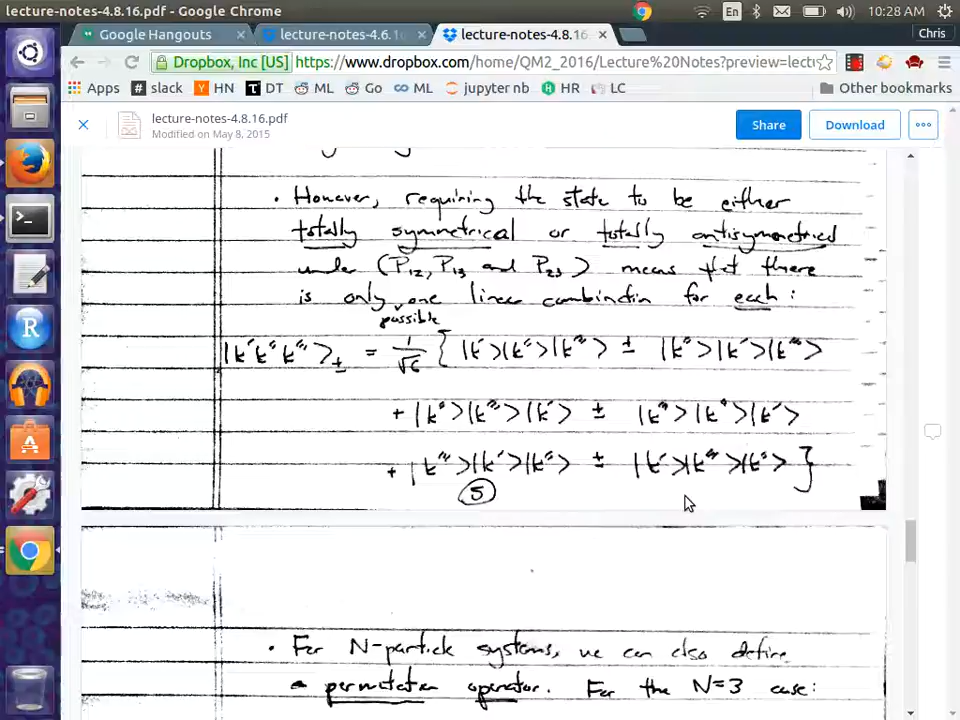 lecture-notes-4.8.16.pdf - Google Chrome
En
10:28 AM
Google Hangouts
lecture-notes-4.6.1
lecture-notes-4.8.16
Chris
Dropbox, Inc [US]
https://www.dropbox.com/home/QM2_2016/Lecture%20Notes?preview=lect
Apps
slack
HN
DT
ML
Go
ML
jupyter nb
HR
LC
Other bookmarks
lecture-notes-4.8.16.pdf
Modified on May 8, 2015
Share
Download
• However, requiring the state to be either
totally symmetrical or totally antisymmetrical
under (P12, P13 and P23) means that there
is only one linear combination for each:
possible
|k'k''k'''>± = 1/√6 { |k'>|k''>|k'''> ± |k''>|k'>|k'''>
+ |k''>|k'''>|k'> ± |k'''>|k''>|k'>
+ |k'''>|k'>|k''> ± |k'>|k'''>|k''> }
5
• For N-particle systems, we can also define
a permutation operator. For the N=3 case: